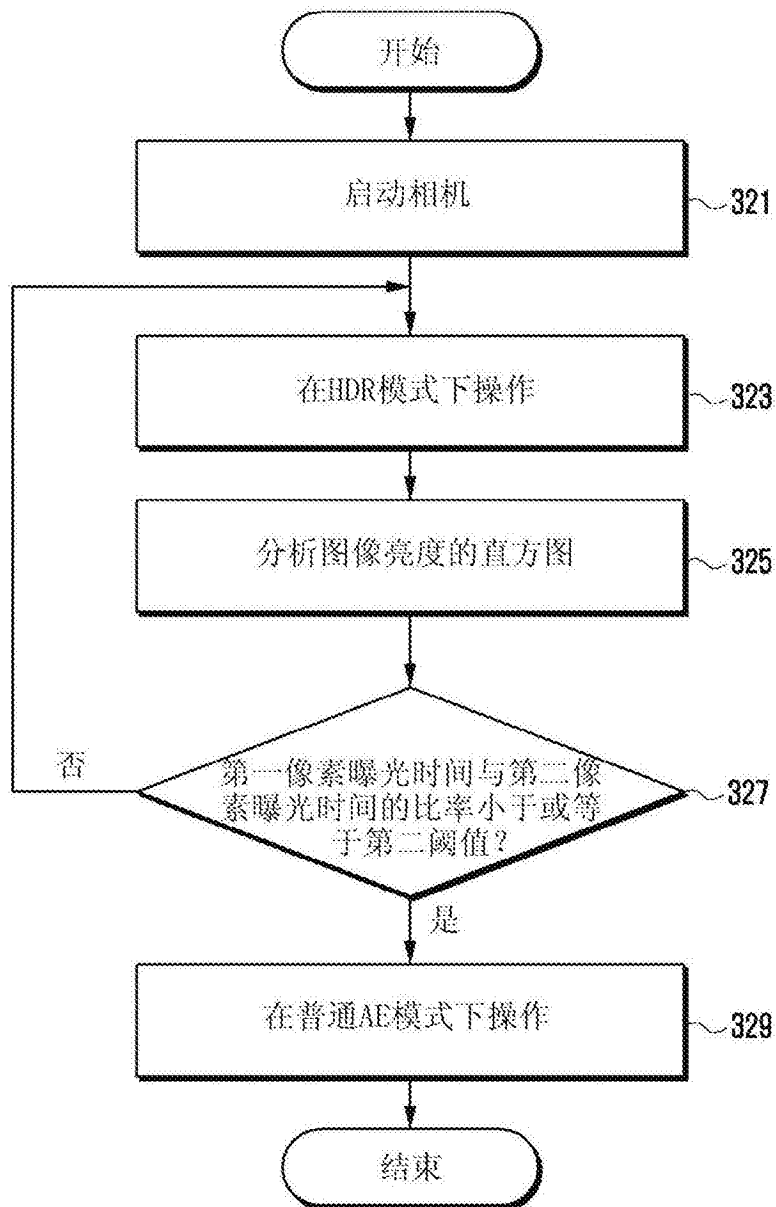 开始
启动相机
321
在HDR模式下操作
323
分析图像亮度的直方图
325
否
第一像素曝光时间与第二像
素曝光时间的比率小于或等
于第二阈值？
327
是
在普通AE模式下操作
329
结束